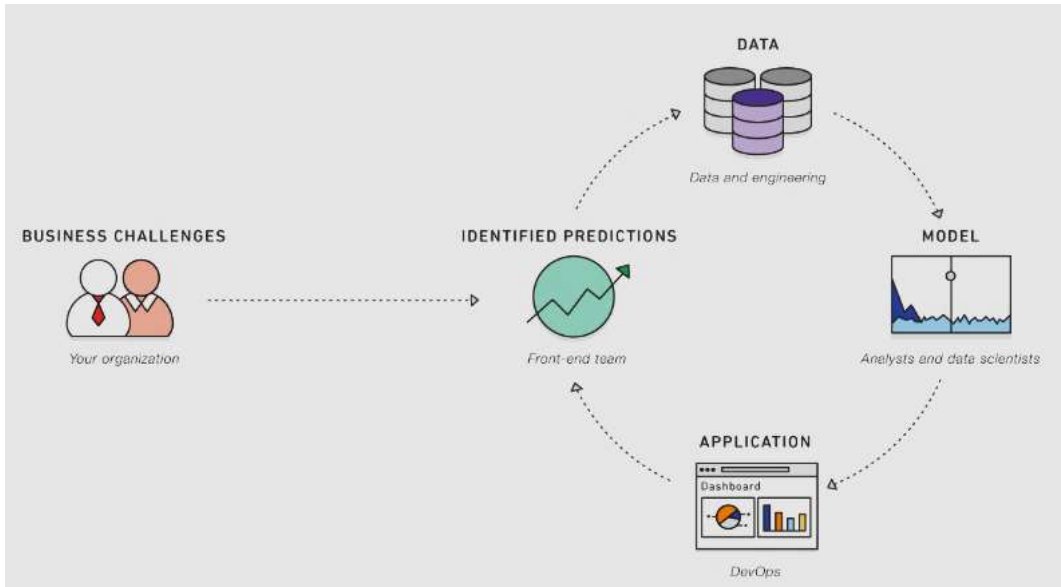 DATA
Data and engineering
BUSINESS CHALLENGES
Your organization
IDENTIFIED PREDICTIONS
Front-end team
MODEL
Analysts and data scientists
APPLICATION
Dashboard
DevOps